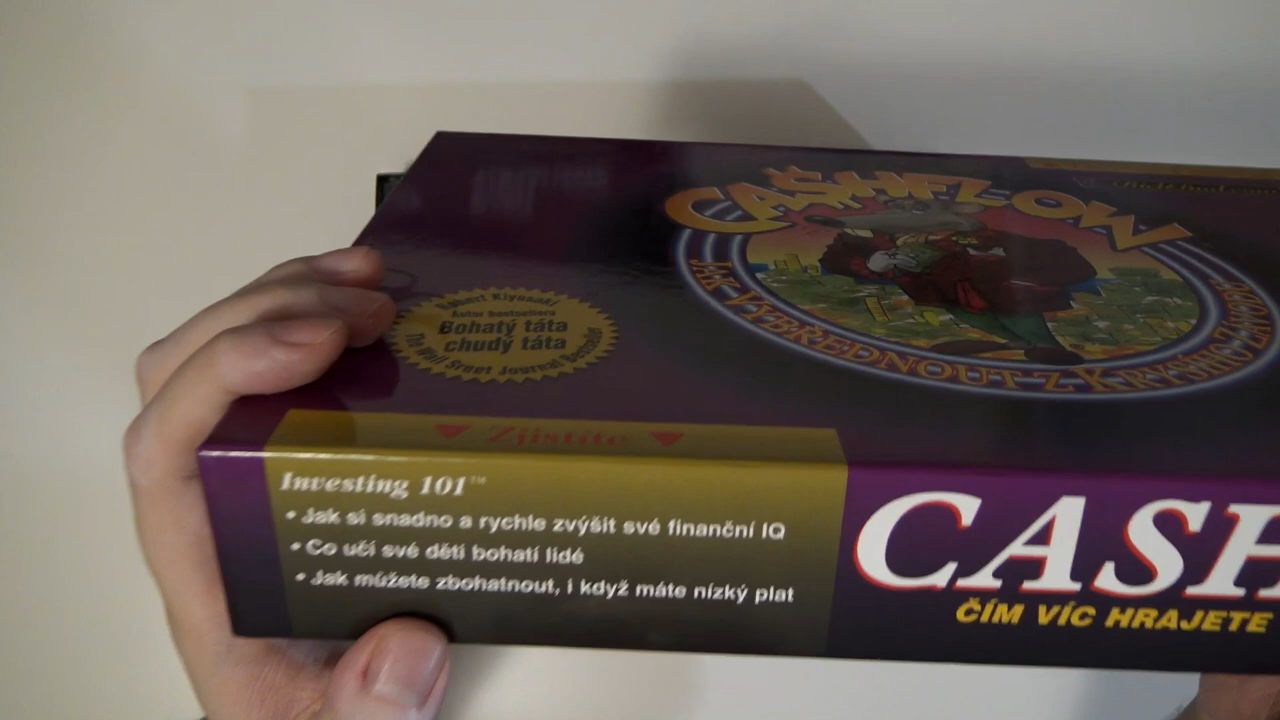 CA$HFLOW
JAK VYBŘEDNOUT Z KRYSÍHO ZÁVODU
Robert Kiyosaki
Autor bestselleru
Bohatý táta
chudý táta
The Wall Street Journal Bestseller
Zjistíte
Investing 101™
• Jak si snadno a rychle zvýšit své finanční IQ
• Co učí své děti bohatí lidé
• Jak můžete zbohatnout, i když máte nízký plat
CASH
ČÍM VÍC HRAJETE